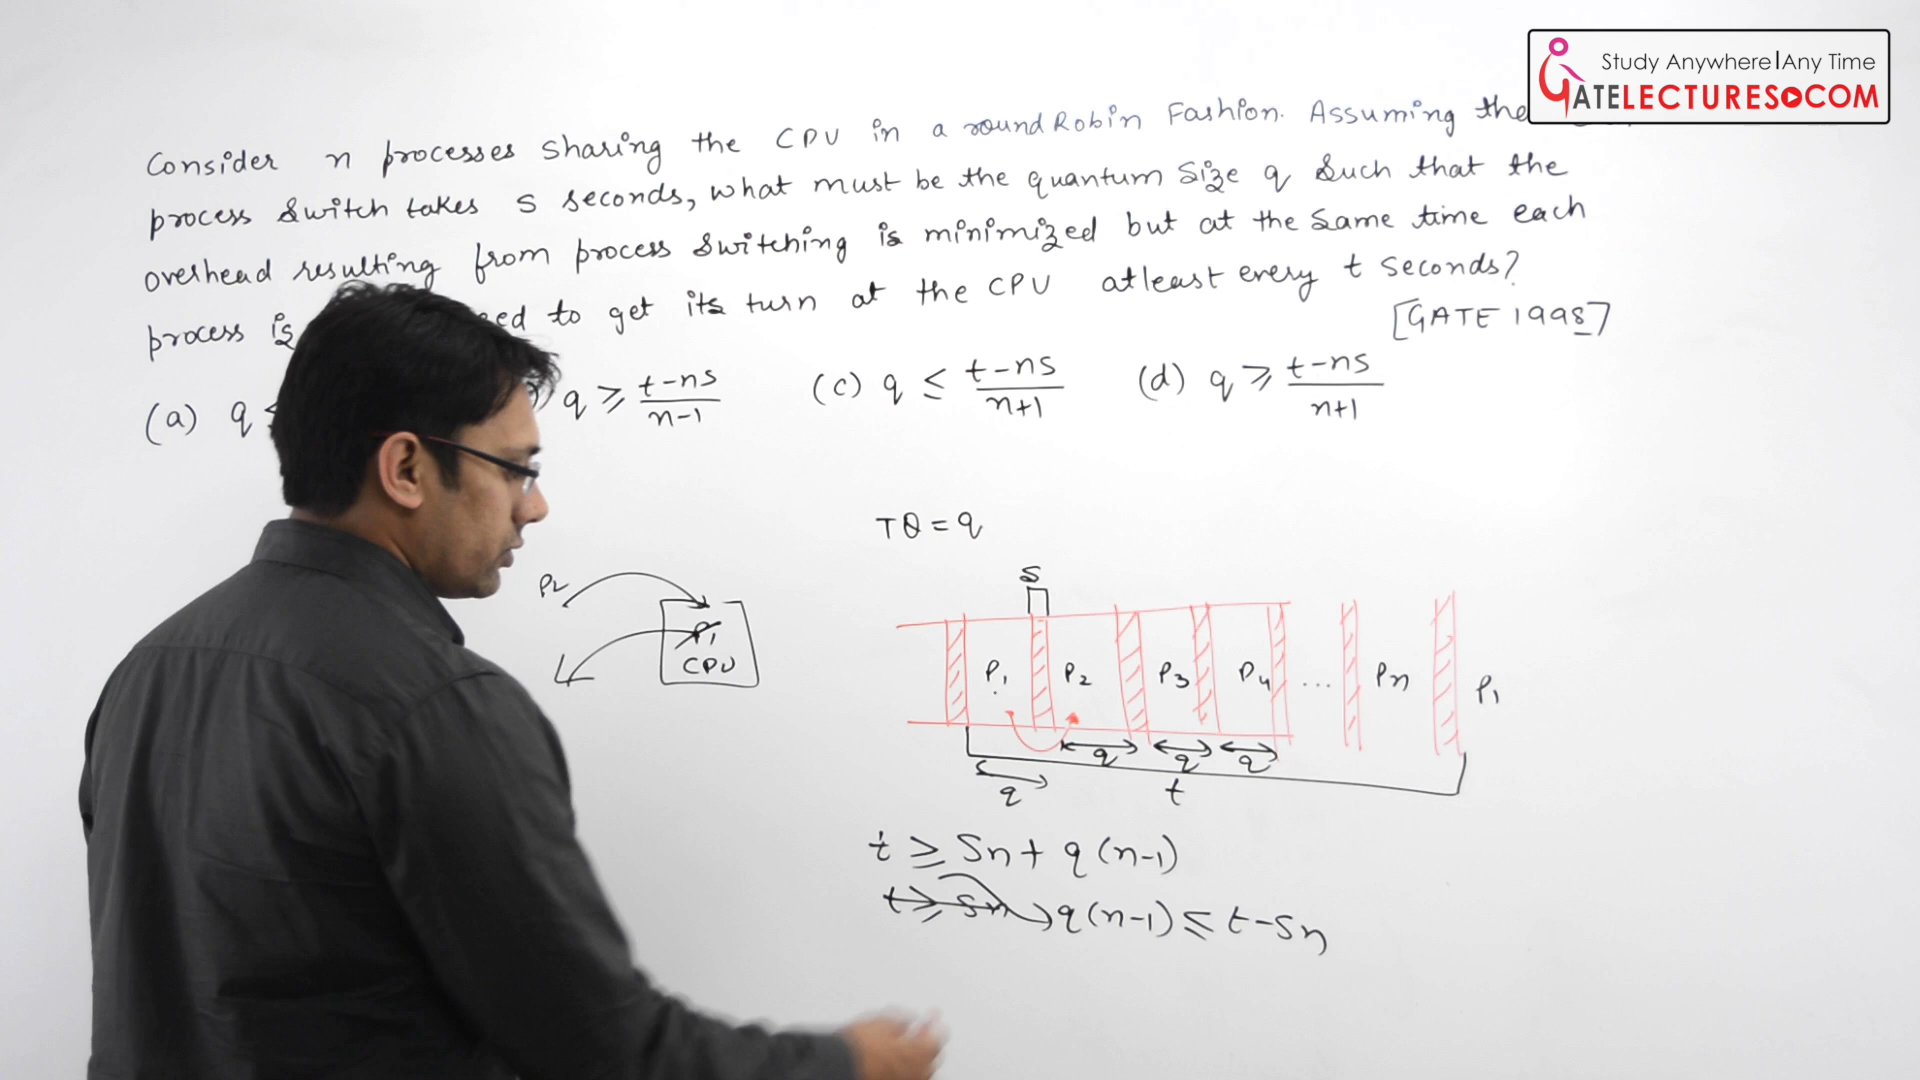 Study Anywhere|Any Time
GATELECTURES.COM
Consider n processes sharing the CPU in a round Robin Fashion. Assuming the
process switch takes s seconds, what must be the quantum size q such that the
overhead resulting from process switching is minimized but at the same time each
process is eed to get its turn at the CPU atleast every t seconds?
[GATE 1998]
(a) q ≤ q ≥ t-ns/n-1 (c) q ≤ t-ns/n+1 (d) q ≥ t-ns/n+1
TQ = q
S
P2
P1
CPU
P1 P2 P3 P4 ... Pn P1
q q q
q t
t ≥ Sn + q(n-1)
t ≥ Sn q(n-1) ≤ t-Sn